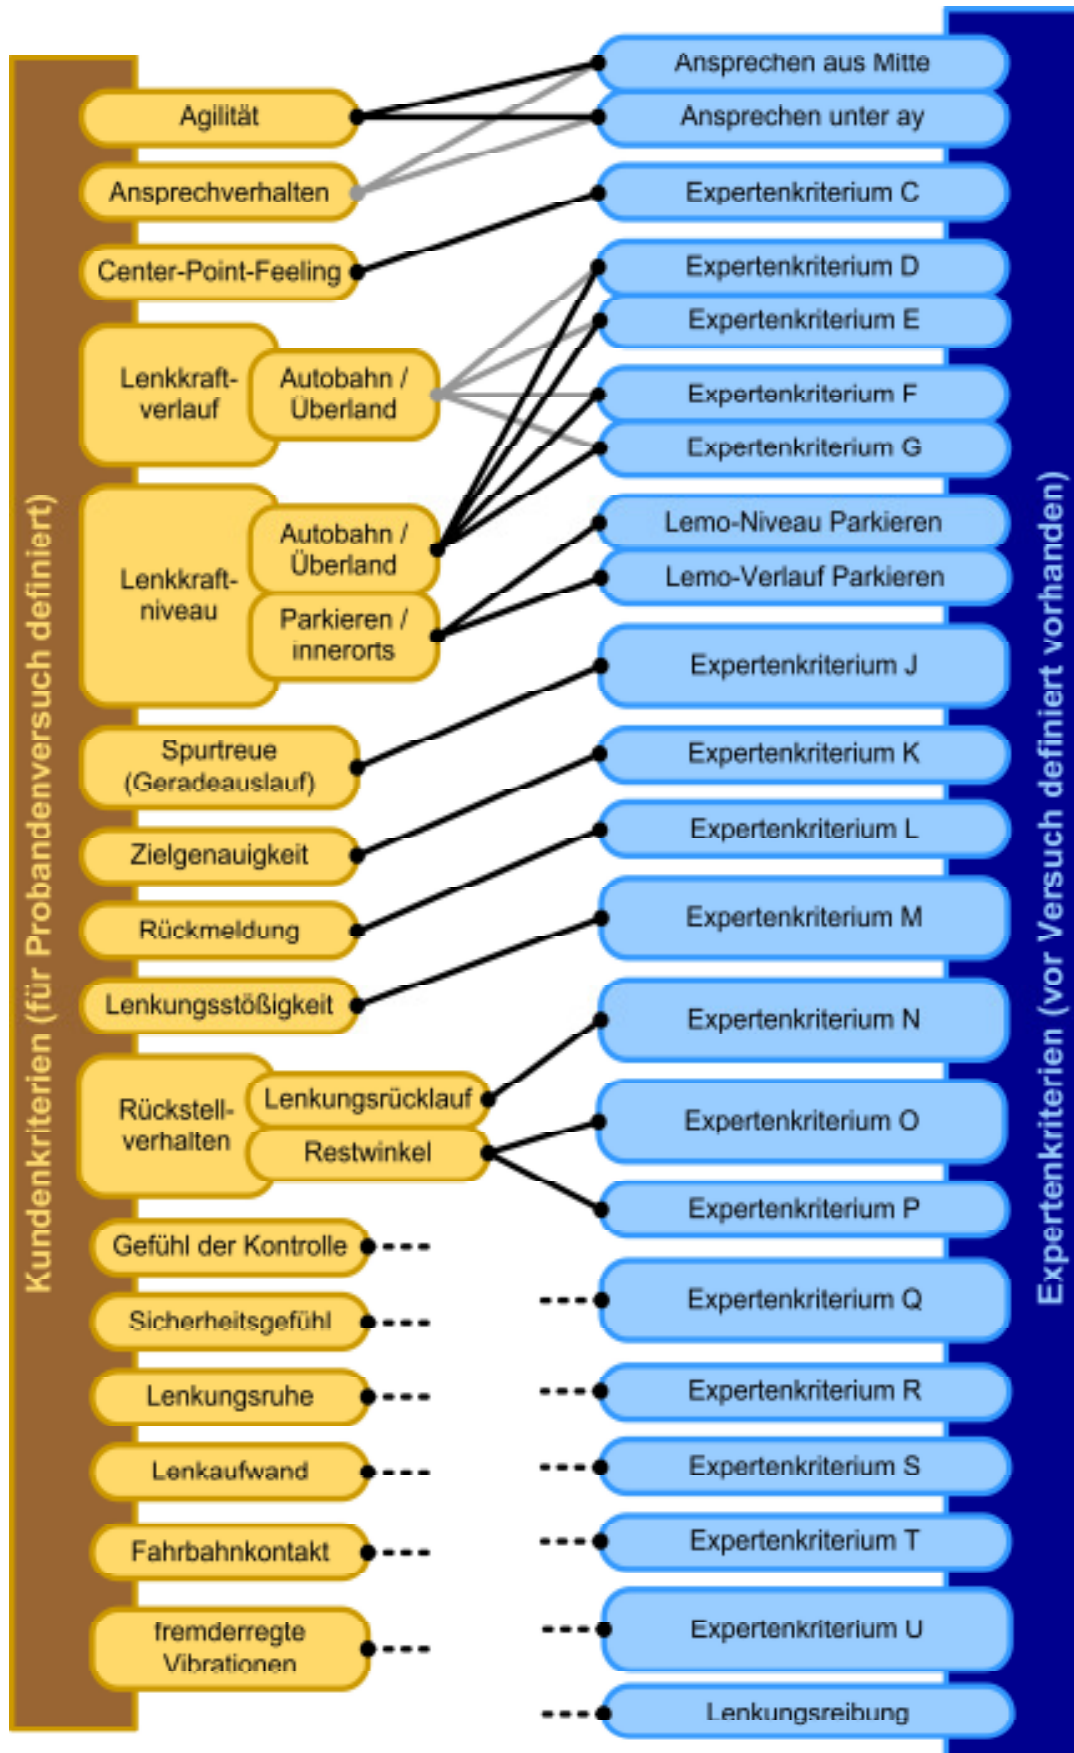 Kundenkriterien (für Probandenversuch definiert)
Agilität
Ansprechverhalten
Center-Point-Feeling
Lenkkraft-
verlauf
Autobahn /
Überland
Lenkkraft-
niveau
Autobahn /
Überland
Parkieren /
innerorts
Spurtreue
(Geradeauslauf)
Zielgenauigkeit
Rückmeldung
Lenkungsstößigkeit
Rückstell-
verhalten
Lenkungsrücklauf
Restwinkel
Gefühl der Kontrolle
Sicherheitsgefühl
Lenkungsruhe
Lenkaufwand
Fahrbahnkontakt
fremderregte
Vibrationen
Ansprechen aus Mitte
Ansprechen unter ay
Expertenkriterium C
Expertenkriterium D
Expertenkriterium E
Expertenkriterium F
Expertenkriterium G
Lemo-Niveau Parkieren
Lemo-Verlauf Parkieren
Expertenkriterium J
Expertenkriterium K
Expertenkriterium L
Expertenkriterium M
Expertenkriterium N
Expertenkriterium O
Expertenkriterium P
Expertenkriterium Q
Expertenkriterium R
Expertenkriterium S
Expertenkriterium T
Expertenkriterium U
Lenkungsreibung
Expertenkriterien (vor Versuch definiert vorhanden)